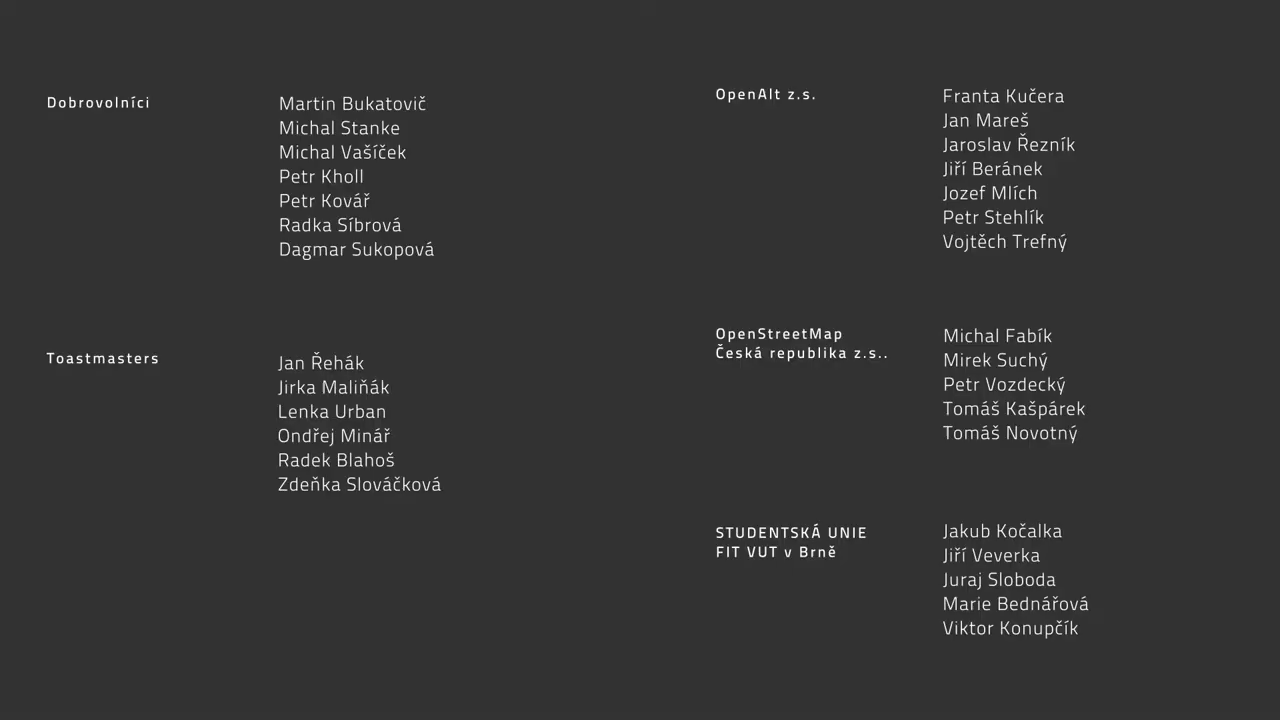 Dobrovolníci
Martin Bukatovič
Michal Stanke
Michal Vašíček
Petr Kholl
Petr Kovář
Radka Síbrová
Dagmar Sukopová
Toastmasters
Jan Řehák
Jirka Maliňák
Lenka Urban
Ondřej Minář
Radek Blahoš
Zdeňka Slováčková
OpenAlt z.s.
Franta Kučera
Jan Mareš
Jaroslav Řezník
Jiří Beránek
Jozef Mlích
Petr Stehlík
Vojtěch Trefný
OpenStreetMap
Česká republika z.s..
Michal Fabík
Mirek Suchý
Petr Vozdecký
Tomáš Kašpárek
Tomáš Novotný
STUDENTSKÁ UNIE
FIT VUT v Brně
Jakub Kočalka
Jiří Veverka
Juraj Sloboda
Marie Bednářová
Viktor Konupčík